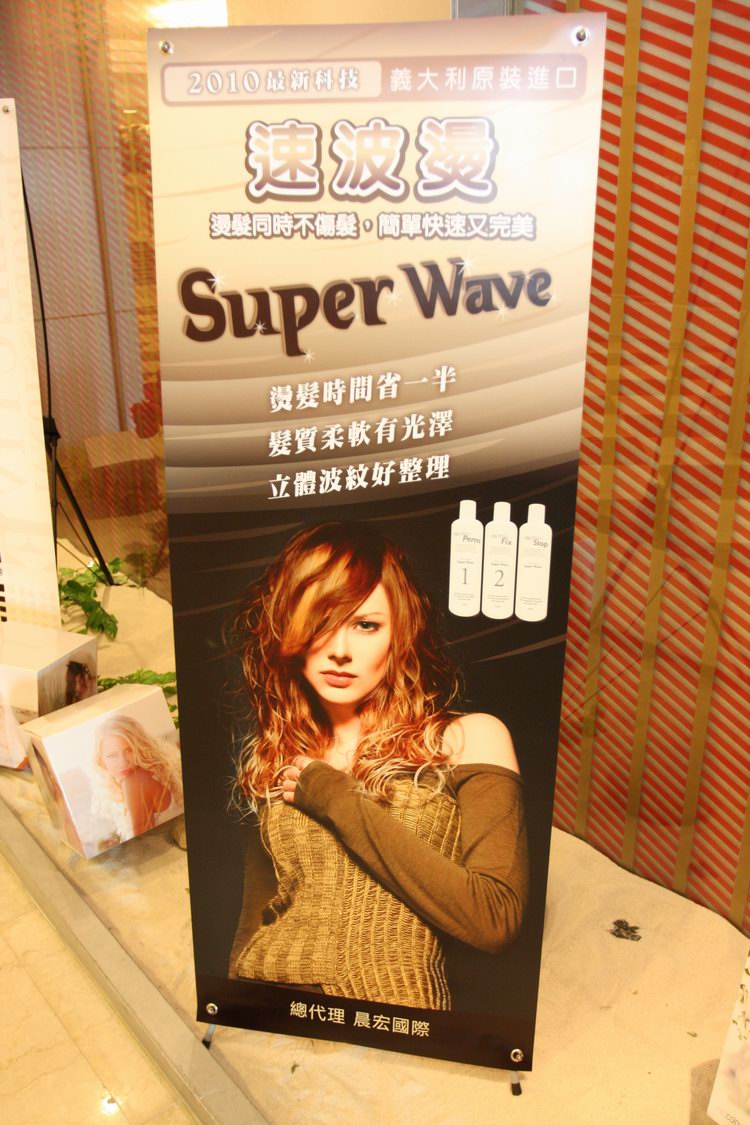 2010最新科技 義大利原裝進口
速波燙
燙髮同時不傷髮，簡單快速又完美
Super Wave
燙髮時間省一半
髮質柔軟有光澤
立體波紋好整理
Perm
1
Fix
2
Stop
總代理 晨宏國際